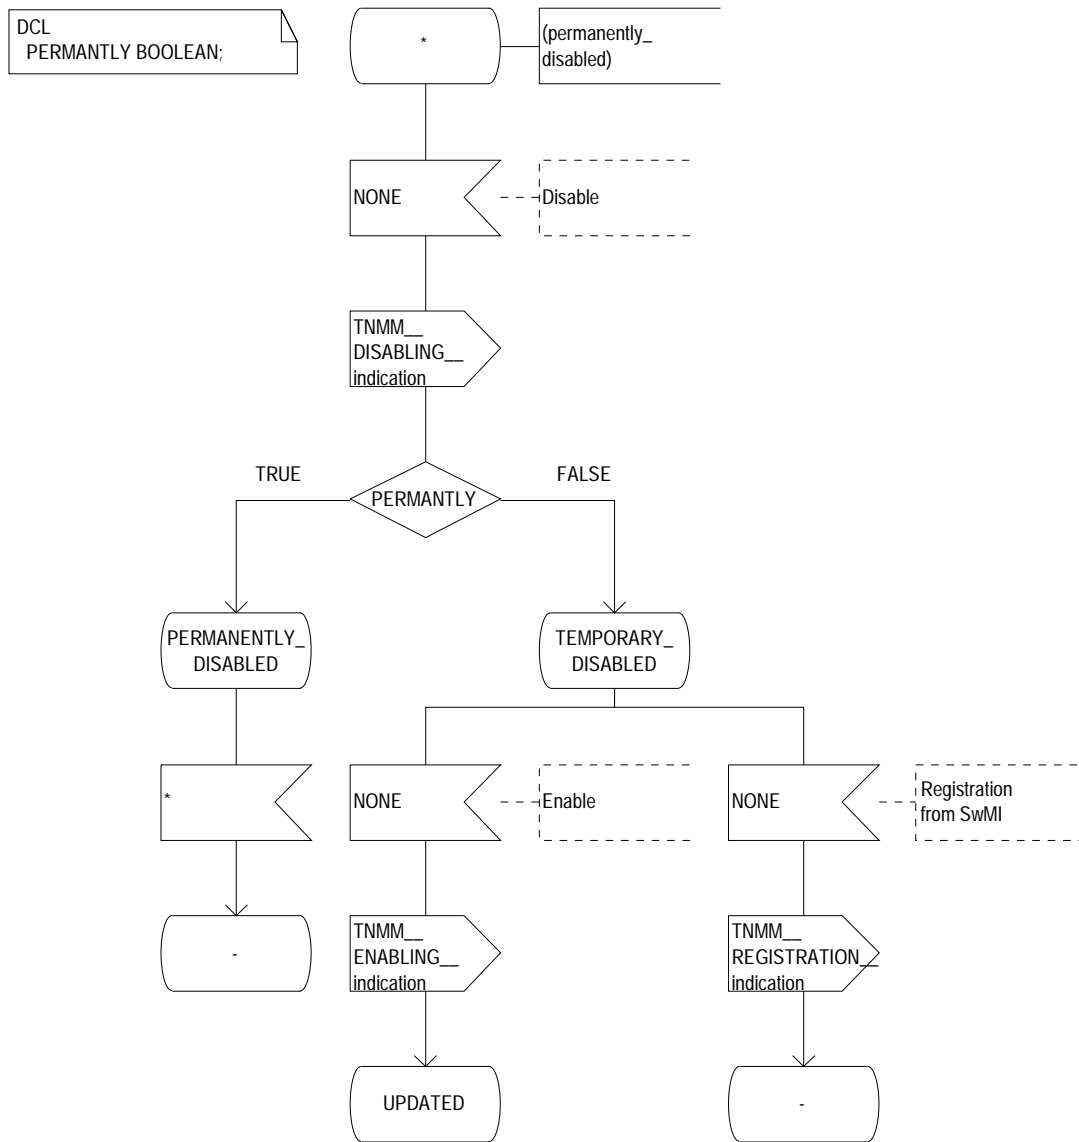 DCL
PERMANTLY BOOLEAN;
*
(permanently_
disabled)
NONE
Disable
TNMM__
DISABLING__
indication
TRUE
FALSE
PERMANTLY
PERMANENTLY_
DISABLED
TEMPORARY_
DISABLED
*
NONE
Enable
NONE
Registration
from SwMI
-
TNMM__
ENABLING__
indication
TNMM__
REGISTRATION__
indication
UPDATED
-